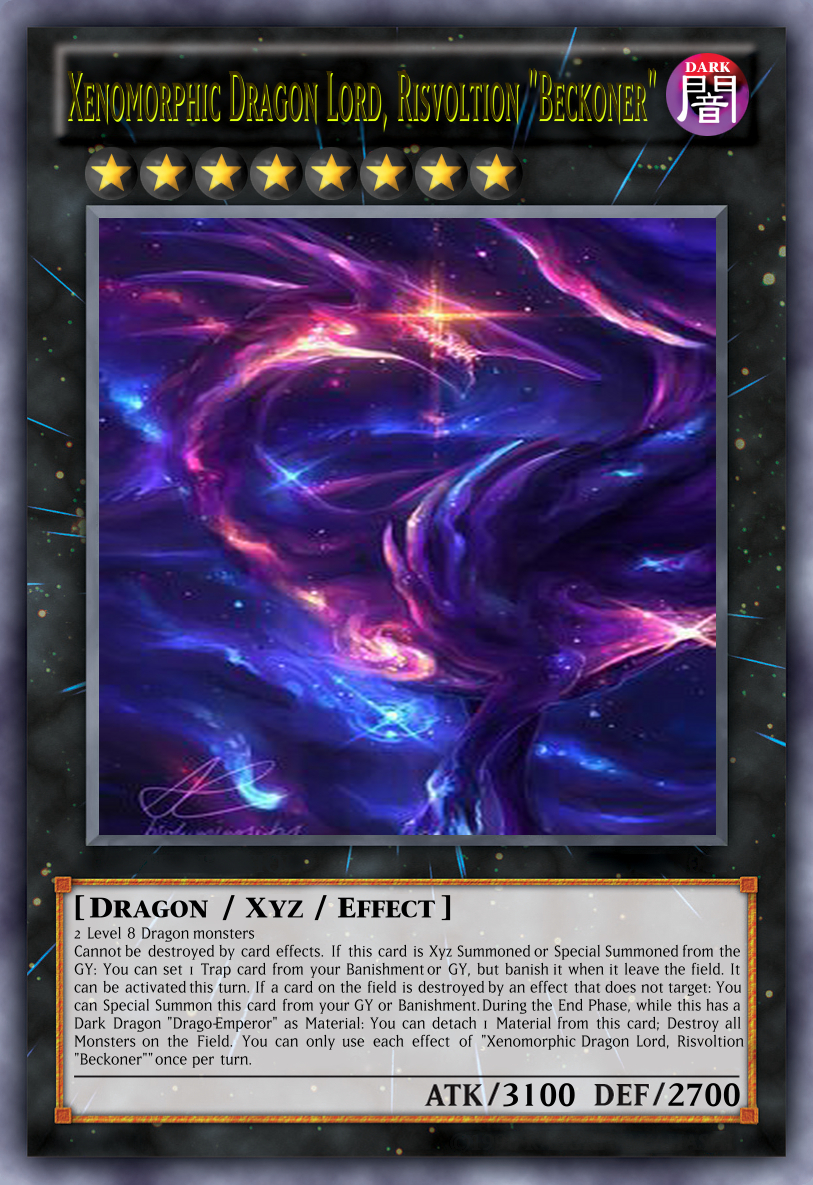 Xenomorphic Dragon Lord, Risvoltion "Beckoner"
DARK
闇
[ Dragon / Xyz / Effect ]
2 Level 8 Dragon monsters
Cannot be destroyed by card effects. If this card is Xyz Summoned or Special Summoned from the
GY: You can set 1 Trap card from your Banishment or GY, but banish it when it leave the field. It
can be activated this turn. If a card on the field is destroyed by an effect that does not target: You
can Special Summon this card from your GY or Banishment. During the End Phase, while this has a
Dark Dragon "Drago-Emperor" as Material: You can detach 1 Material from this card; Destroy all
Monsters on the Field. You can only use each effect of "Xenomorphic Dragon Lord, Risvoltion
"Beckoner"" once per turn.
ATK/3100 DEF/2700